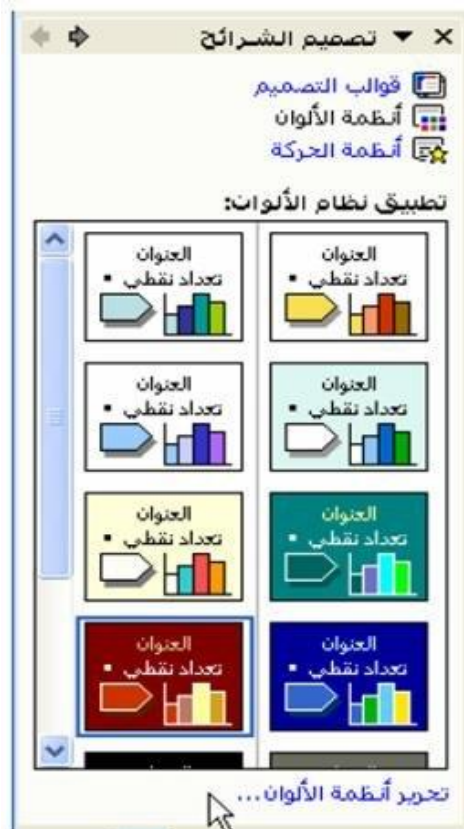 تصميم الشرائح
قوالب التصميم
أنظمة الألوان
أنظمة الحركة
تطبيق نظام الألوان:
العنوان
تعداد نقطي ▪
العنوان
تعداد نقطي ▪
العنوان
تعداد نقطي ▪
العنوان
تعداد نقطي ▪
العنوان
تعداد نقطي ▪
العنوان
تعداد نقطي ▪
العنوان
تعداد نقطي ▪
العنوان
تعداد نقطي ▪
تحرير أنظمة الألوان...